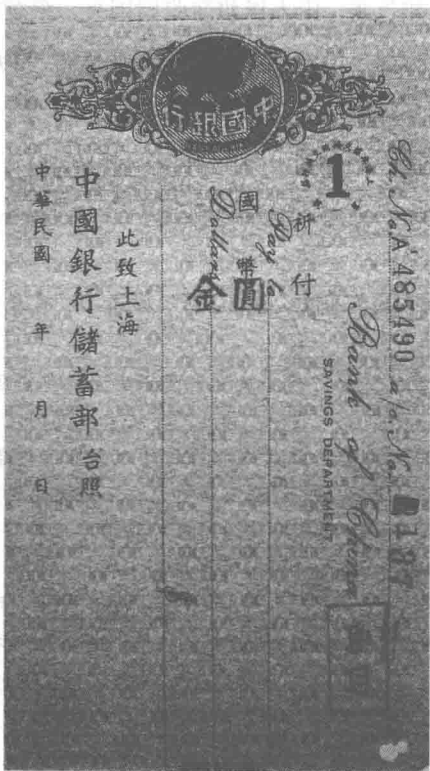 中國銀行
祈付
國幣
金圓
此致上海
中國銀行儲蓄部台照
中華民國 年 月 日
1
Ch. No. A 485490 a/c. No. 187
Bank of China
SAVINGS DEPARTMENT
Pay to
Dollars